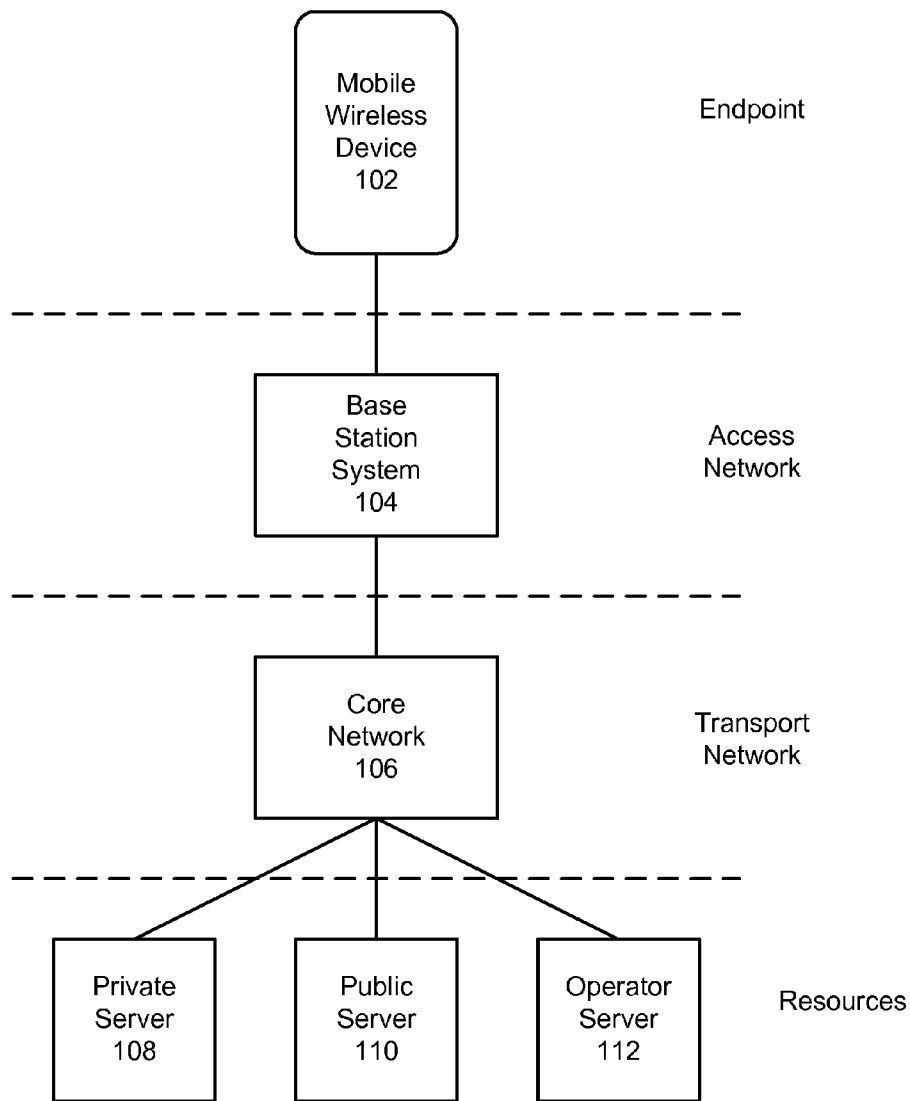 Mobile
Wireless
Device
102
Endpoint
Base
Station
System
104
Access
Network
Core
Network
106
Transport
Network
Private
Server
108
Public
Server
110
Operator
Server
112
Resources